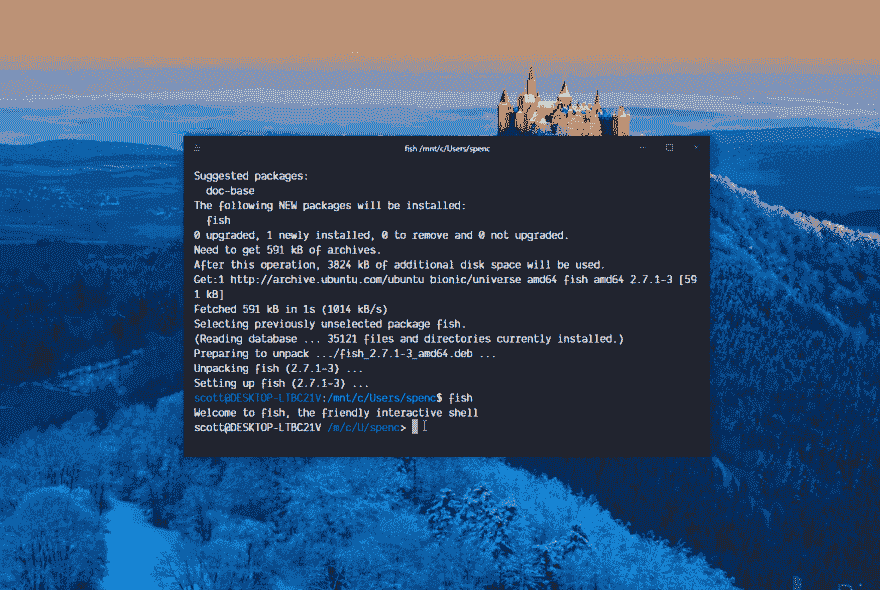 fish /mnt/c/Users/spenc
Suggested packages:
doc-base
The following NEW packages will be installed:
fish
0 upgraded, 1 newly installed, 0 to remove and 0 not upgraded.
Need to get 591 kB of archives.
After this operation, 3824 kB of additional disk space will be used.
Get:1 http://archive.ubuntu.com/ubuntu bionic/universe amd64 fish amd64 2.7.1-3 [59
1 kB]
Fetched 591 kB in 1s (1014 kB/s)
Selecting previously unselected package fish.
(Reading database ... 35121 files and directories currently installed.)
Preparing to unpack .../fish_2.7.1-3_amd64.deb ...
Unpacking fish (2.7.1-3) ...
Setting up fish (2.7.1-3) ...
scott@DESKTOP-LTBC21V:/mnt/c/Users/spenc$ fish
Welcome to fish, the friendly interactive shell
scott@DESKTOP-LTBC21V /m/c/U/spenc>